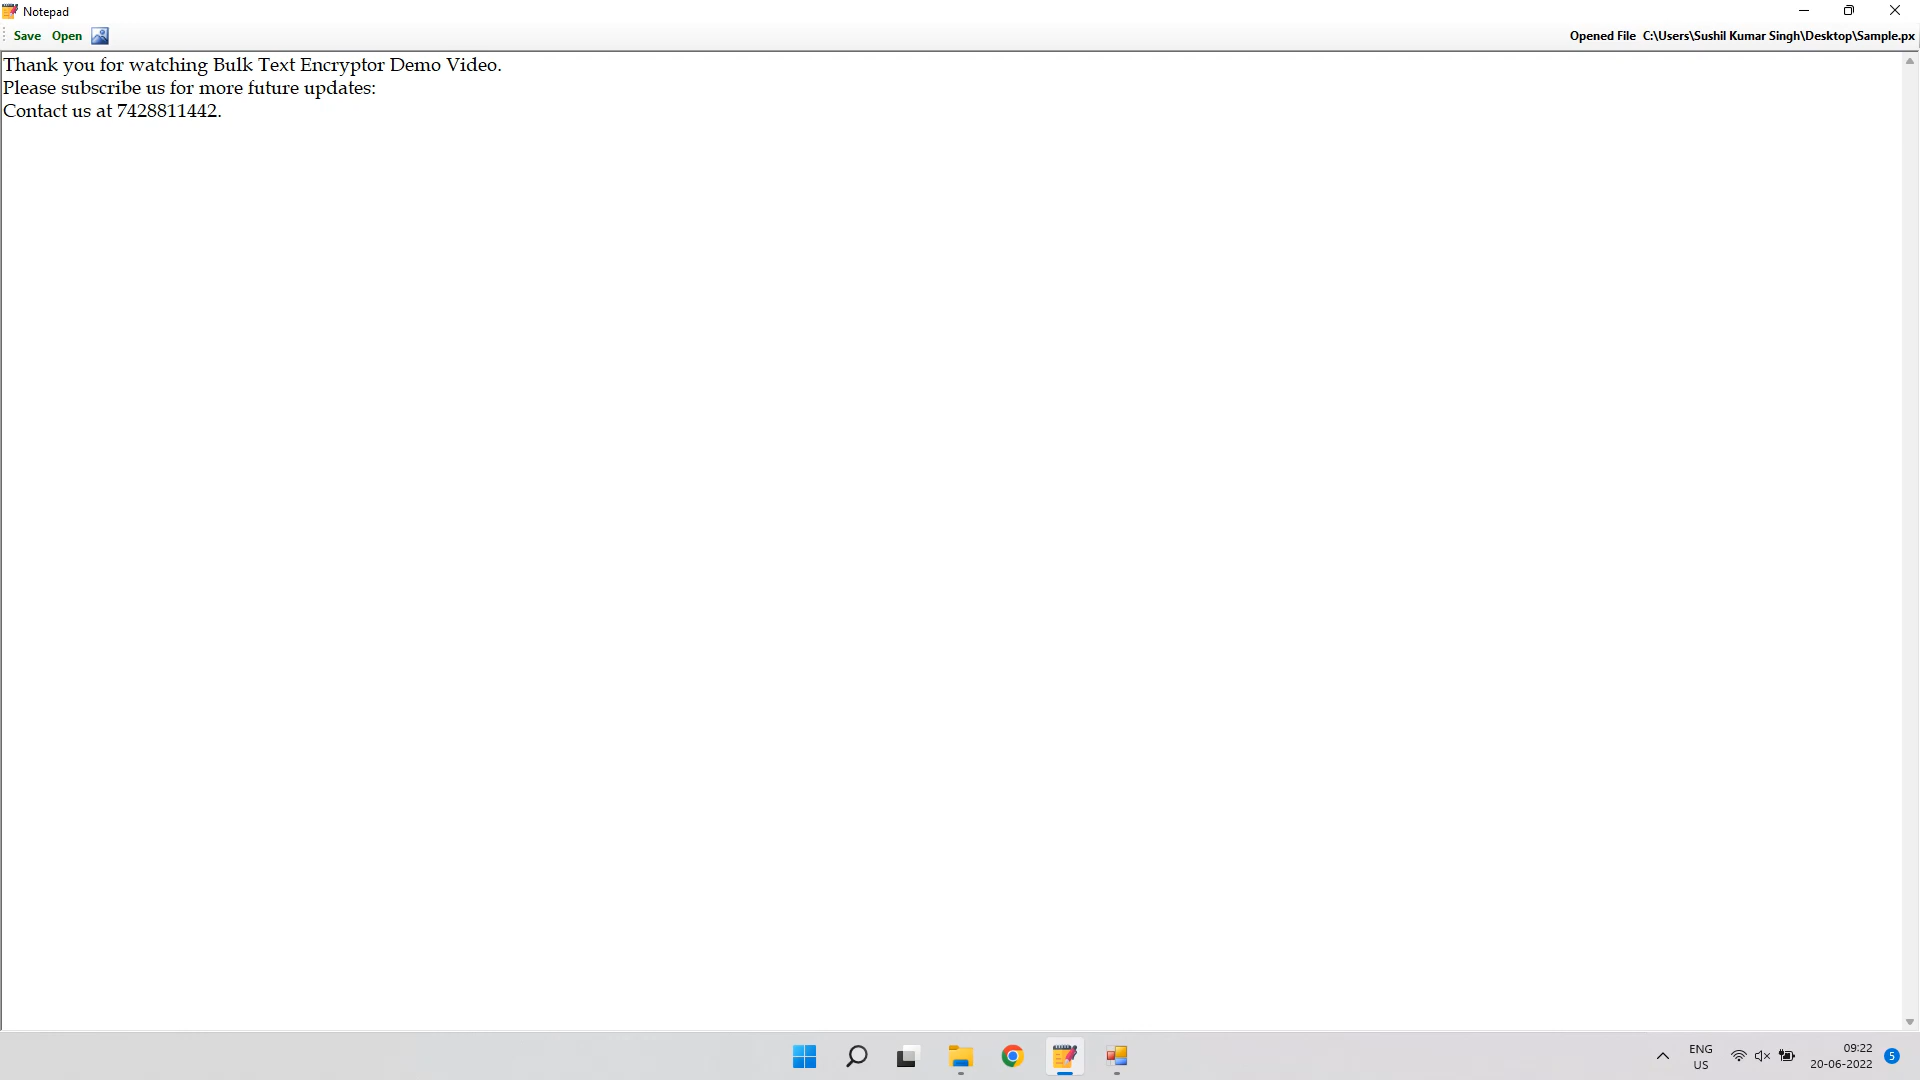 Notepad
Save Open
Opened File C:\Users\Sushil Kumar Singh\Desktop\Sample.px
Thank you for watching Bulk Text Encryptor Demo Video.
Please subscribe us for more future updates:
Contact us at 7428811442.
ENG
US
09:22
20-06-2022
5